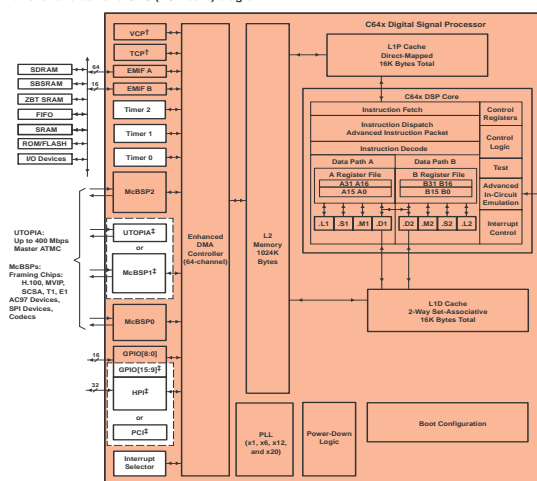 C64x Digital Signal Processor
VCP†
TCP†
64
EMIF A
16
EMIF B
SDRAM
SBSRAM
ZBT SRAM
FIFO
SRAM
ROM/FLASH
I/O Devices
Timer 2
Timer 1
Timer 0
McBSP2
UTOPIA:
Up to 400 Mbps
Master ATMC
McBSPs:
Framing Chips:
H.100, MVIP,
SCSA, T1, E1
AC97 Devices,
SPI Devices,
Codecs
UTOPIA‡
or
McBSP1‡
McBSP0
16
GPIO[8:0]
GPIO[15:9]‡
32
HPI‡
or
PCI‡
Interrupt
Selector
Enhanced
DMA
Controller
(64-channel)
L2
Memory
1024K
Bytes
L1P Cache
Direct-Mapped
16K Bytes Total
C64x DSP Core
Instruction Fetch
Instruction Dispatch
Advanced Instruction Packet
Instruction Decode
Data Path A
Data Path B
A Register File
B Register File
A31 A16
B31 B16
A15 A0
B15 B0
.L1 .S1 .M1 .D1
.D2 .M2 .S2 .L2
Control
Registers
Control
Logic
Test
Advanced
In-Circuit
Emulation
Interrupt
Control
L1D Cache
2-Way Set-Associative
16K Bytes Total
PLL
(x1, x6, x12,
and x20)
Power-Down
Logic
Boot Configuration